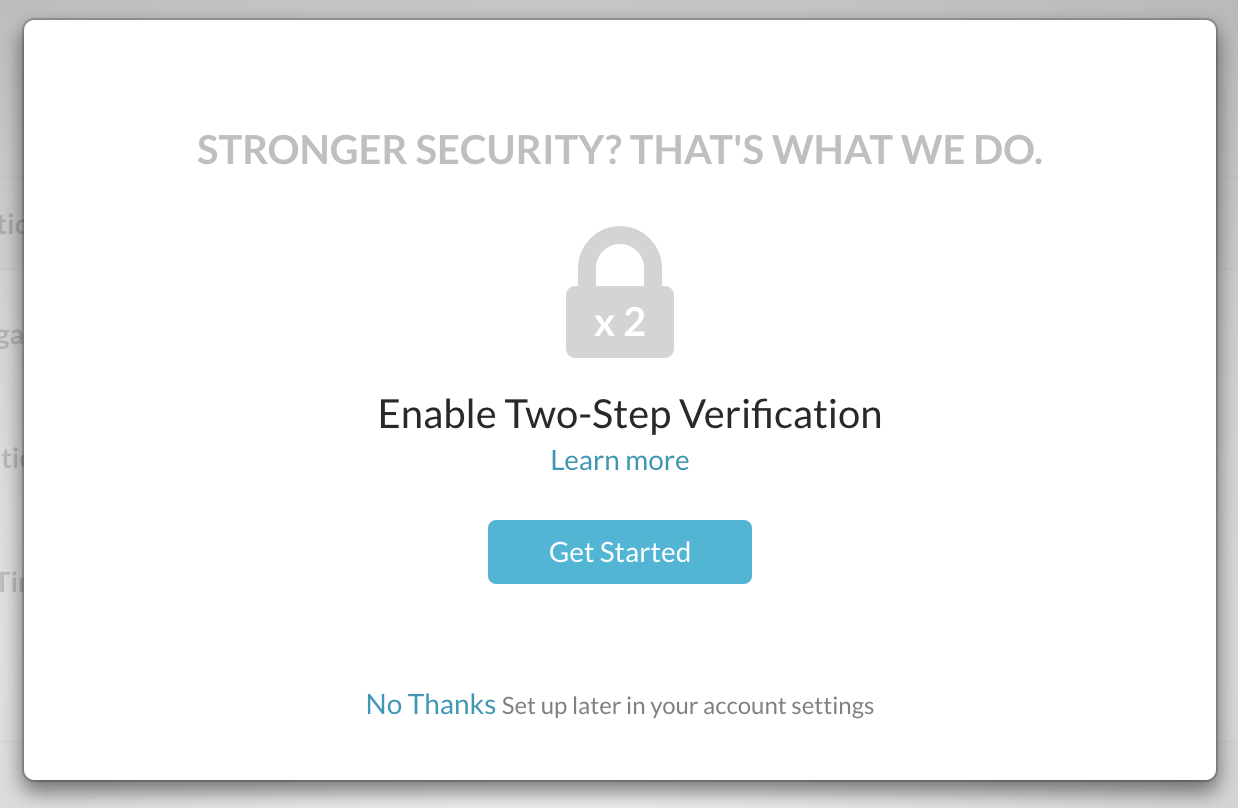 STRONGER SECURITY? THAT'S WHAT WE DO.
x 2
Enable Two-Step Verification
Learn more
Get Started
No Thanks Set up later in your account settings